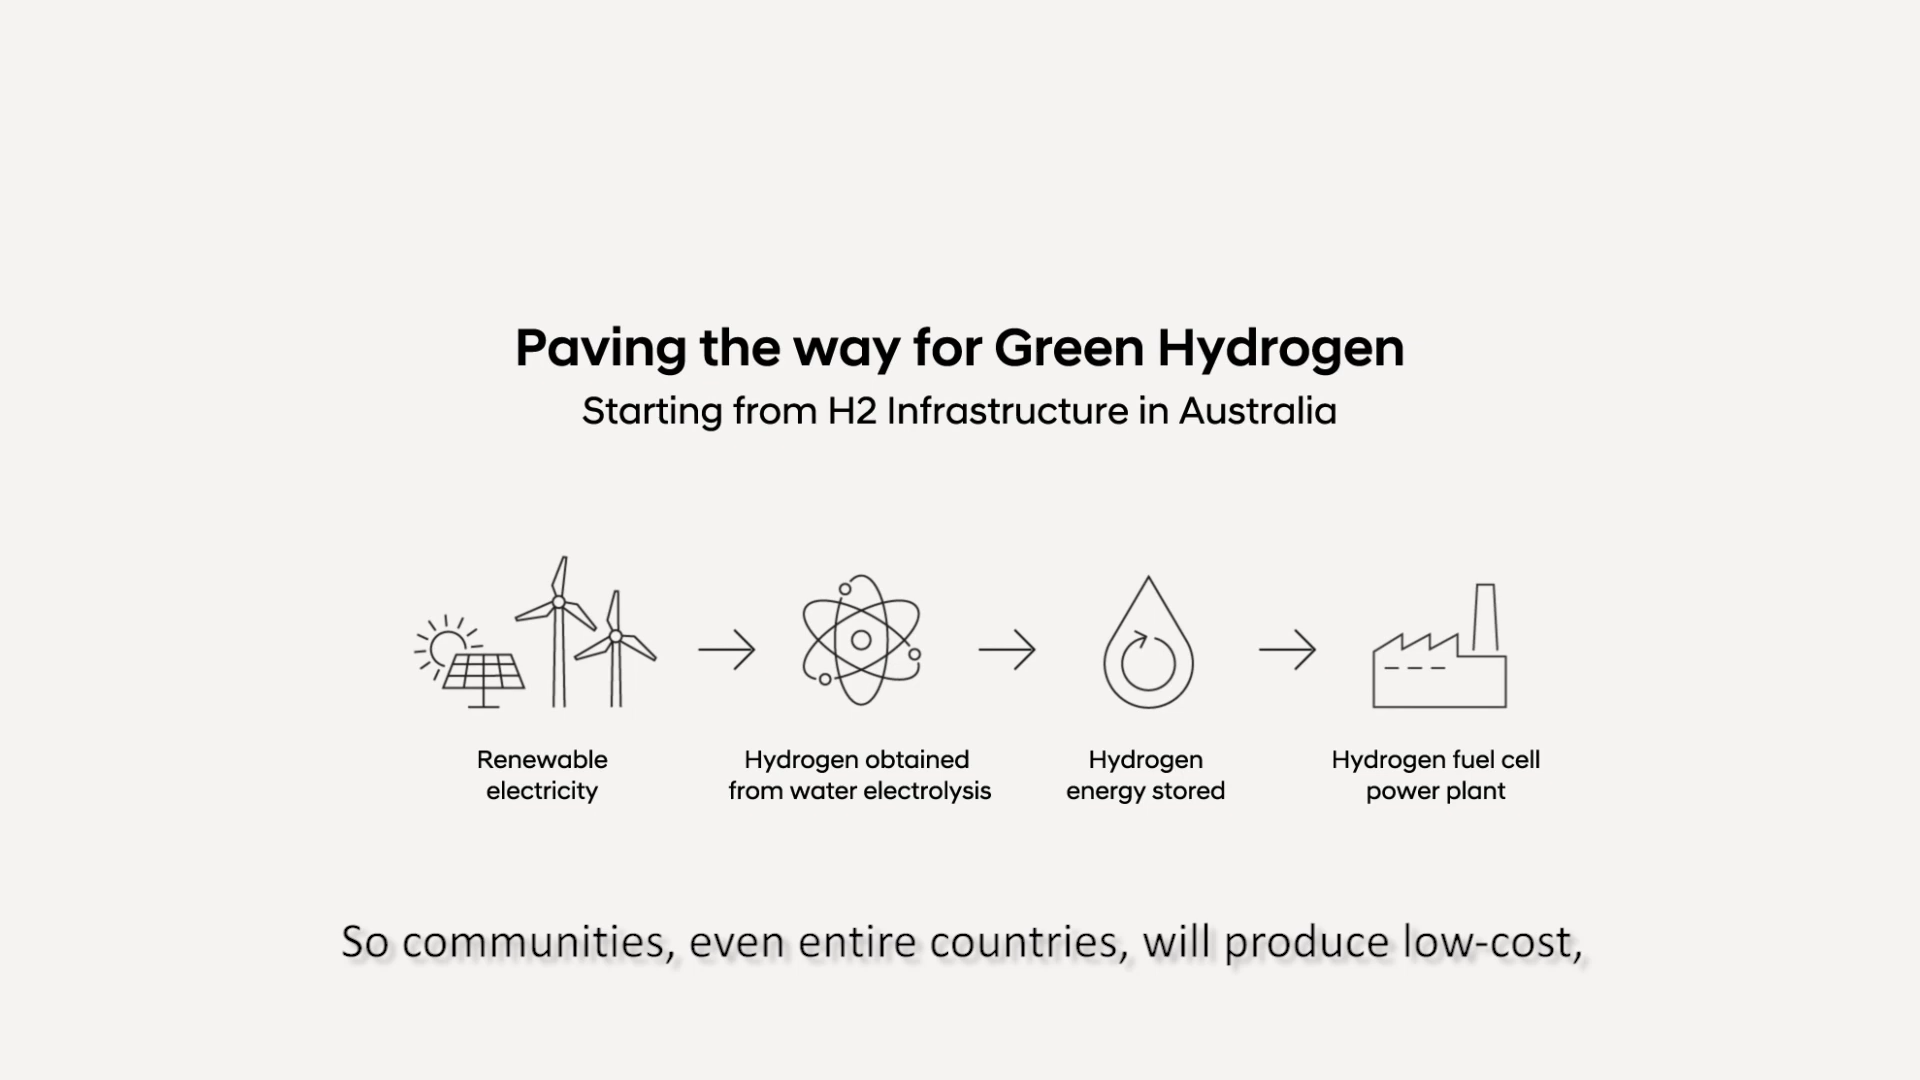 Paving the way for Green Hydrogen
Starting from H2 Infrastructure in Australia
Renewable
electricity
Hydrogen obtained
from water electrolysis
Hydrogen
energy stored
Hydrogen fuel cell
power plant
So communities, even entire countries, will produce low-cost,